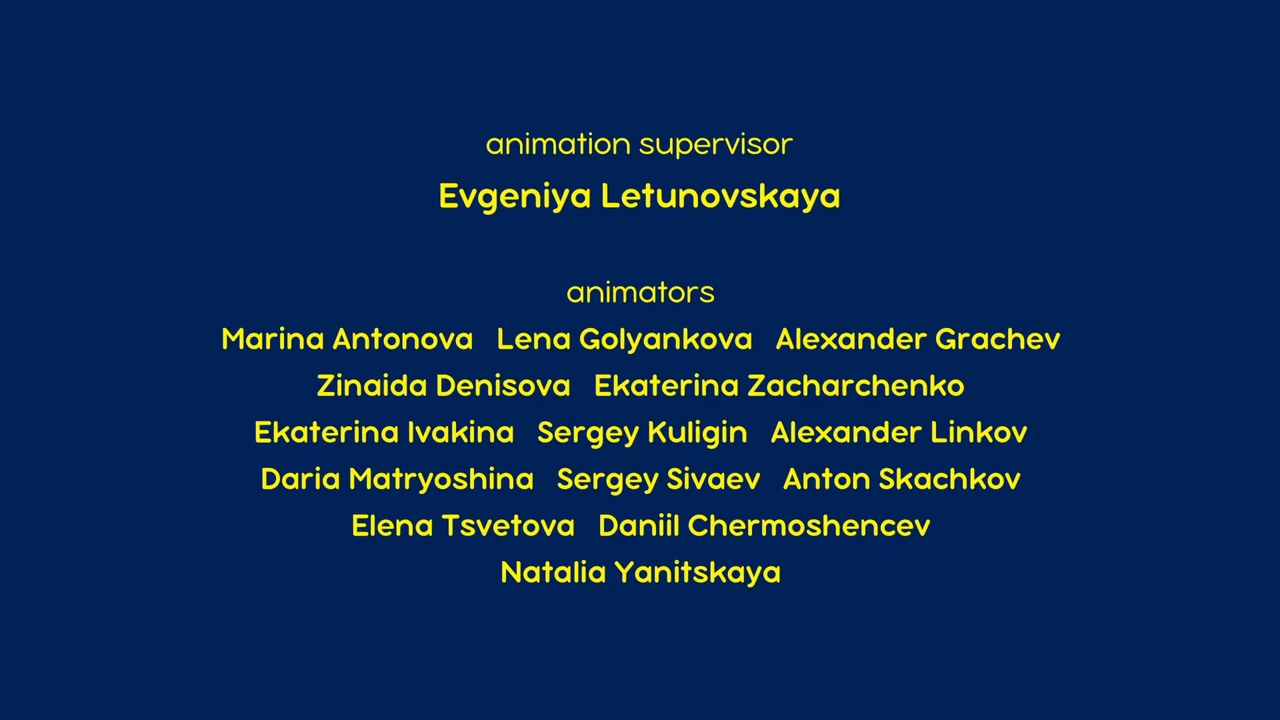 animation supervisor
Evgeniya Letunovskaya
animators
Marina Antonova Lena Golyankova Alexander Grachev
Zinaida Denisova Ekaterina Zacharchenko
Ekaterina Ivakina Sergey Kuligin Alexander Linkov
Daria Matryoshina Sergey Sivaev Anton Skachkov
Elena Tsvetova Daniil Chermoshencev
Natalia Yanitskaya